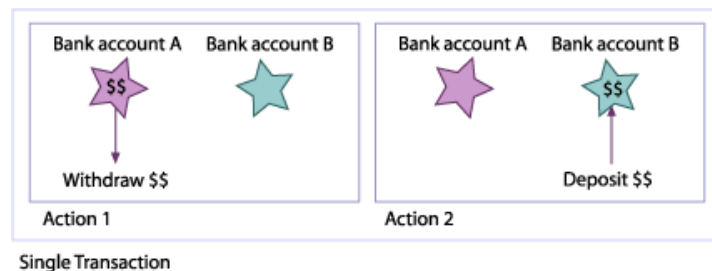 Bank account A Bank account B
$$
Withdraw $$
Action 1
Bank account A Bank account B
$$
Deposit $$
Action 2
Single Transaction